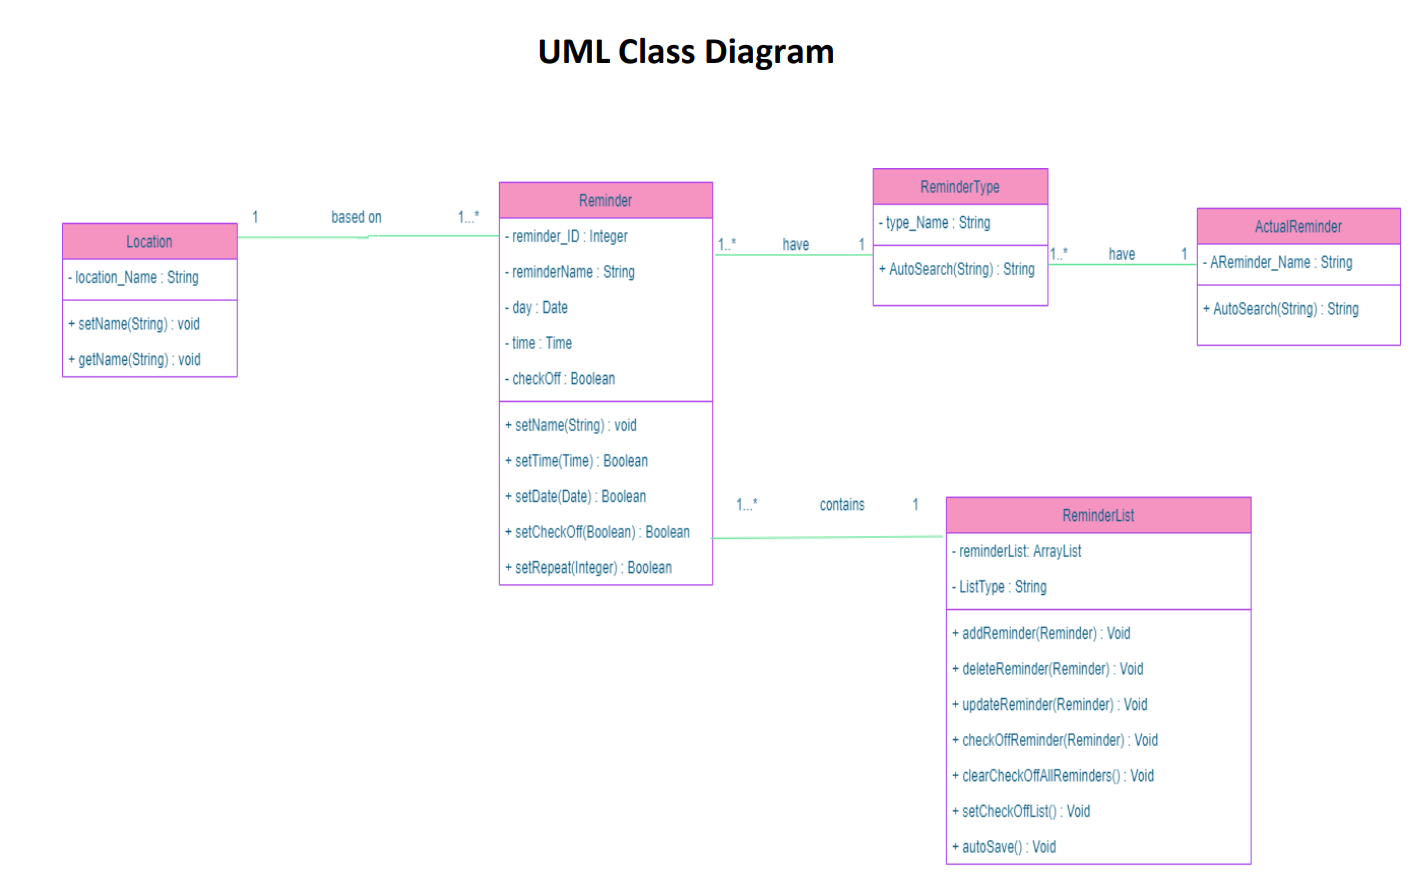 UML Class Diagram
Location
- location_Name : String
+ setName(String) : void
+ getName(String) : void
1 based on 1...*
Reminder
- reminder_ID : Integer
- reminderName : String
- day : Date
- time : Time
- checkOff : Boolean
+ setName(String) : void
+ setTime(Time) : Boolean
+ setDate(Date) : Boolean
+ setCheckOff(Boolean) : Boolean
+ setRepeat(Integer) : Boolean
1..* have 1
ReminderType
- type_Name : String
+ AutoSearch(String) : String
1..* have 1
ActualReminder
- AReminder_Name : String
+ AutoSearch(String) : String
1...* contains 1
ReminderList
- reminderList: ArrayList
- ListType : String
+ addReminder(Reminder) : Void
+ deleteReminder(Reminder) : Void
+ updateReminder(Reminder) : Void
+ checkOffReminder(Reminder) : Void
+ clearCheckOffAllReminders() : Void
+ setCheckOffList() : Void
+ autoSave() : Void